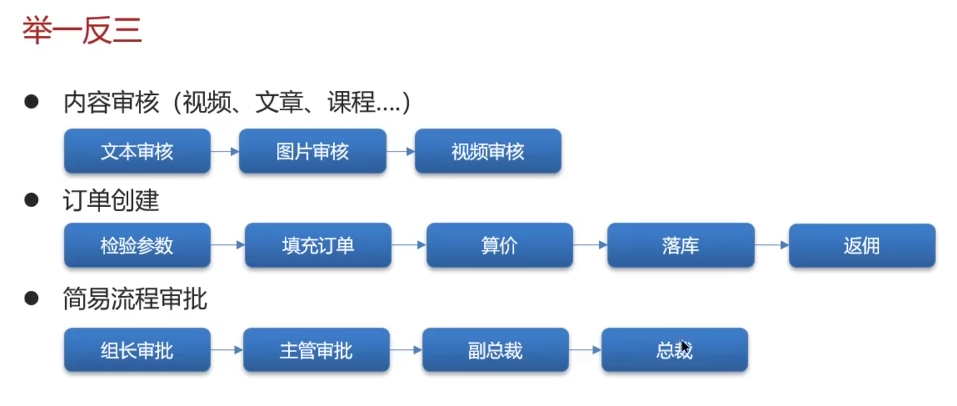 举一反三
内容审核（视频、文章、课程....）
文本审核 图片审核 视频审核
订单创建
检验参数 填充订单 算价 落库 返佣
简易流程审批
组长审批 主管审批 副总裁 总裁